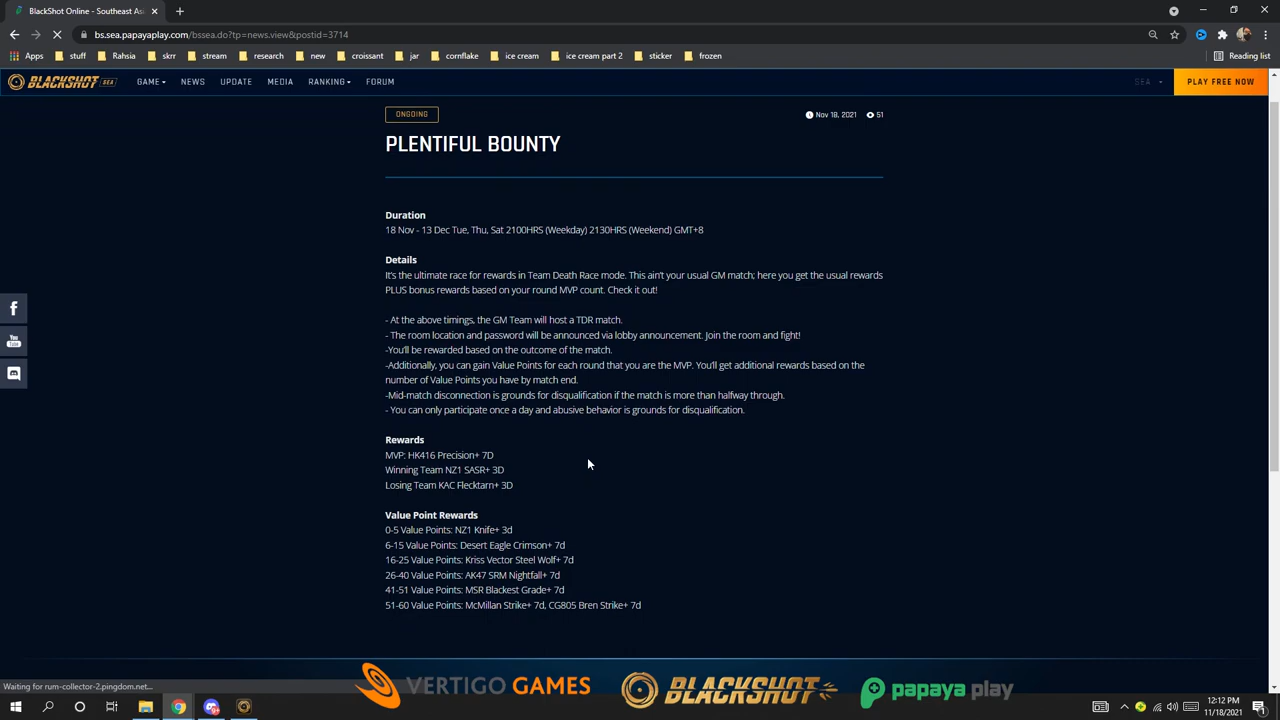 BlackShot Online - Southeast Asi
bs.sea.papayaplay.com/bssea.do?tp=news.view&postid=3714
Apps stuff Rahsia skrr stream research new croissant jar cornflake ice cream ice cream part 2 sticker frozen Reading list
BLACKSHOT SEA GAME NEWS UPDATE MEDIA RANKING FORUM SEA PLAY FREE NOW
ONGOING Nov 18, 2021 51
PLENTIFUL BOUNTY
Duration
18 Nov - 13 Dec Tue, Thu, Sat 2100HRS (Weekday) 2130HRS (Weekend) GMT+8
Details
It's the ultimate race for rewards in Team Death Race mode. This ain't your usual GM match; here you get the usual rewards
PLUS bonus rewards based on your round MVP count. Check it out!
- At the above timings, the GM Team will host a TDR match.
- The room location and password will be announced via lobby announcement. Join the room and fight!
-You'll be rewarded based on the outcome of the match.
-Additionally, you can gain Value Points for each round that you are the MVP. You'll get additional rewards based on the
number of Value Points you have by match end.
-Mid-match disconnection is grounds for disqualification if the match is more than halfway through.
- You can only participate once a day and abusive behavior is grounds for disqualification.
Rewards
MVP: HK416 Precision+ 7D
Winning Team NZ1 SASR+ 3D
Losing Team KAC Flecktarn+ 3D
Value Point Rewards
0-5 Value Points: NZ1 Knife+ 3d
6-15 Value Points: Desert Eagle Crimson+ 7d
16-25 Value Points: Kriss Vector Steel Wolf+ 7d
26-40 Value Points: AK47 SRM Nightfall+ 7d
41-51 Value Points: MSR Blackest Grade+ 7d
51-60 Value Points: McMillan Strike+ 7d, CG805 Bren Strike+ 7d
VERTIGO GAMES BLACKSHOT papaya play
Waiting for rum-collector-2.pingdom.net...
12:12 PM
11/18/2021